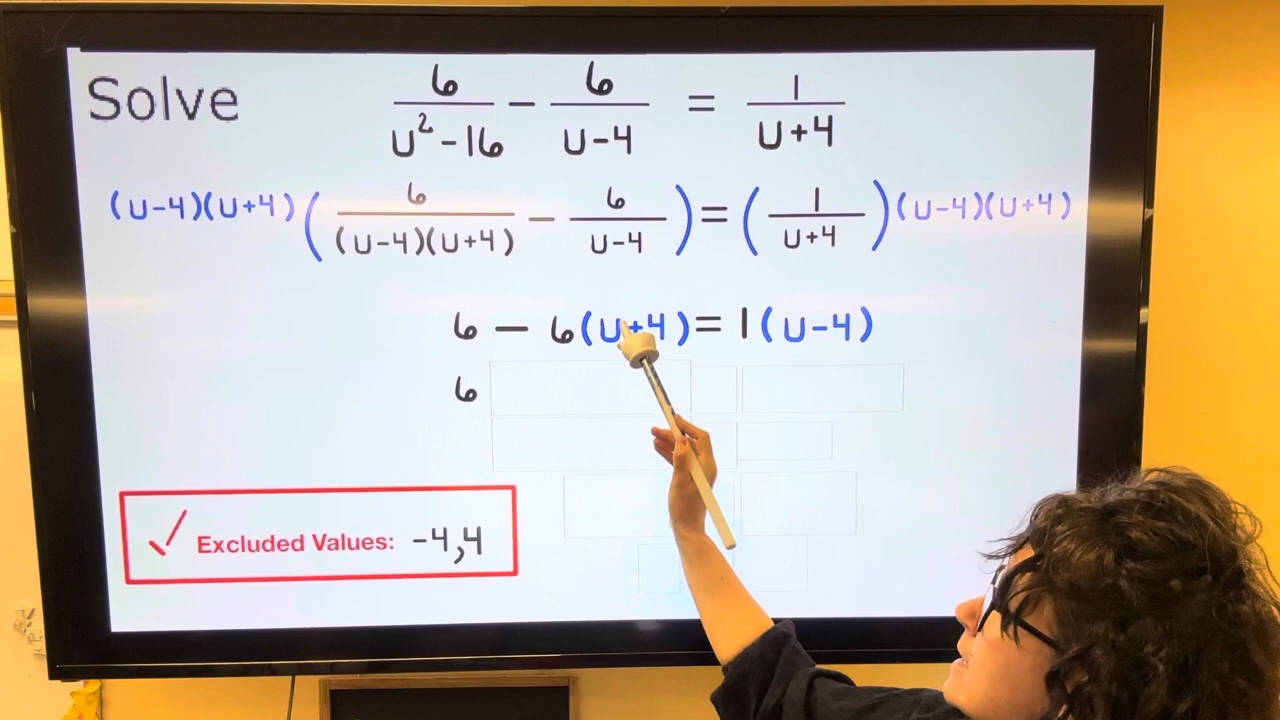 Solve 6/(U²-16) - 6/(U-4) = 1/(U+4)
(U-4)(U+4) ( 6/((U-4)(U+4)) - 6/(U-4) ) = ( 1/(U+4) ) (U-4)(U+4)
6 - 6(U+4) = 1(U-4)
6
✓ Excluded Values: -4,4